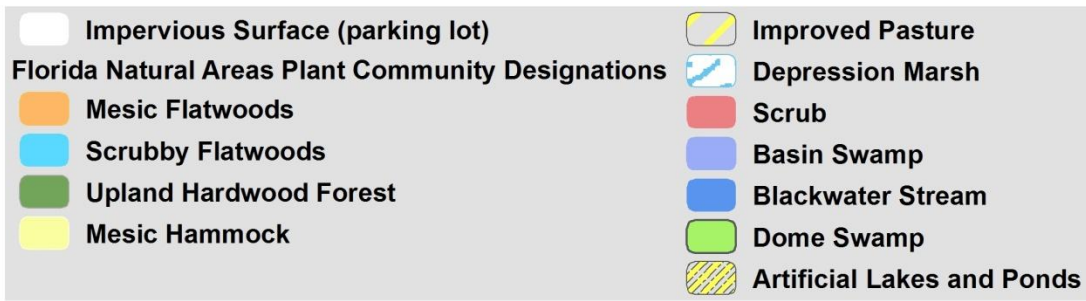 Impervious Surface (parking lot)
Florida Natural Areas Plant Community Designations
Mesic Flatwoods
Scrubby Flatwoods
Upland Hardwood Forest
Mesic Hammock
Improved Pasture
Depression Marsh
Scrub
Basin Swamp
Blackwater Stream
Dome Swamp
Artificial Lakes and Ponds